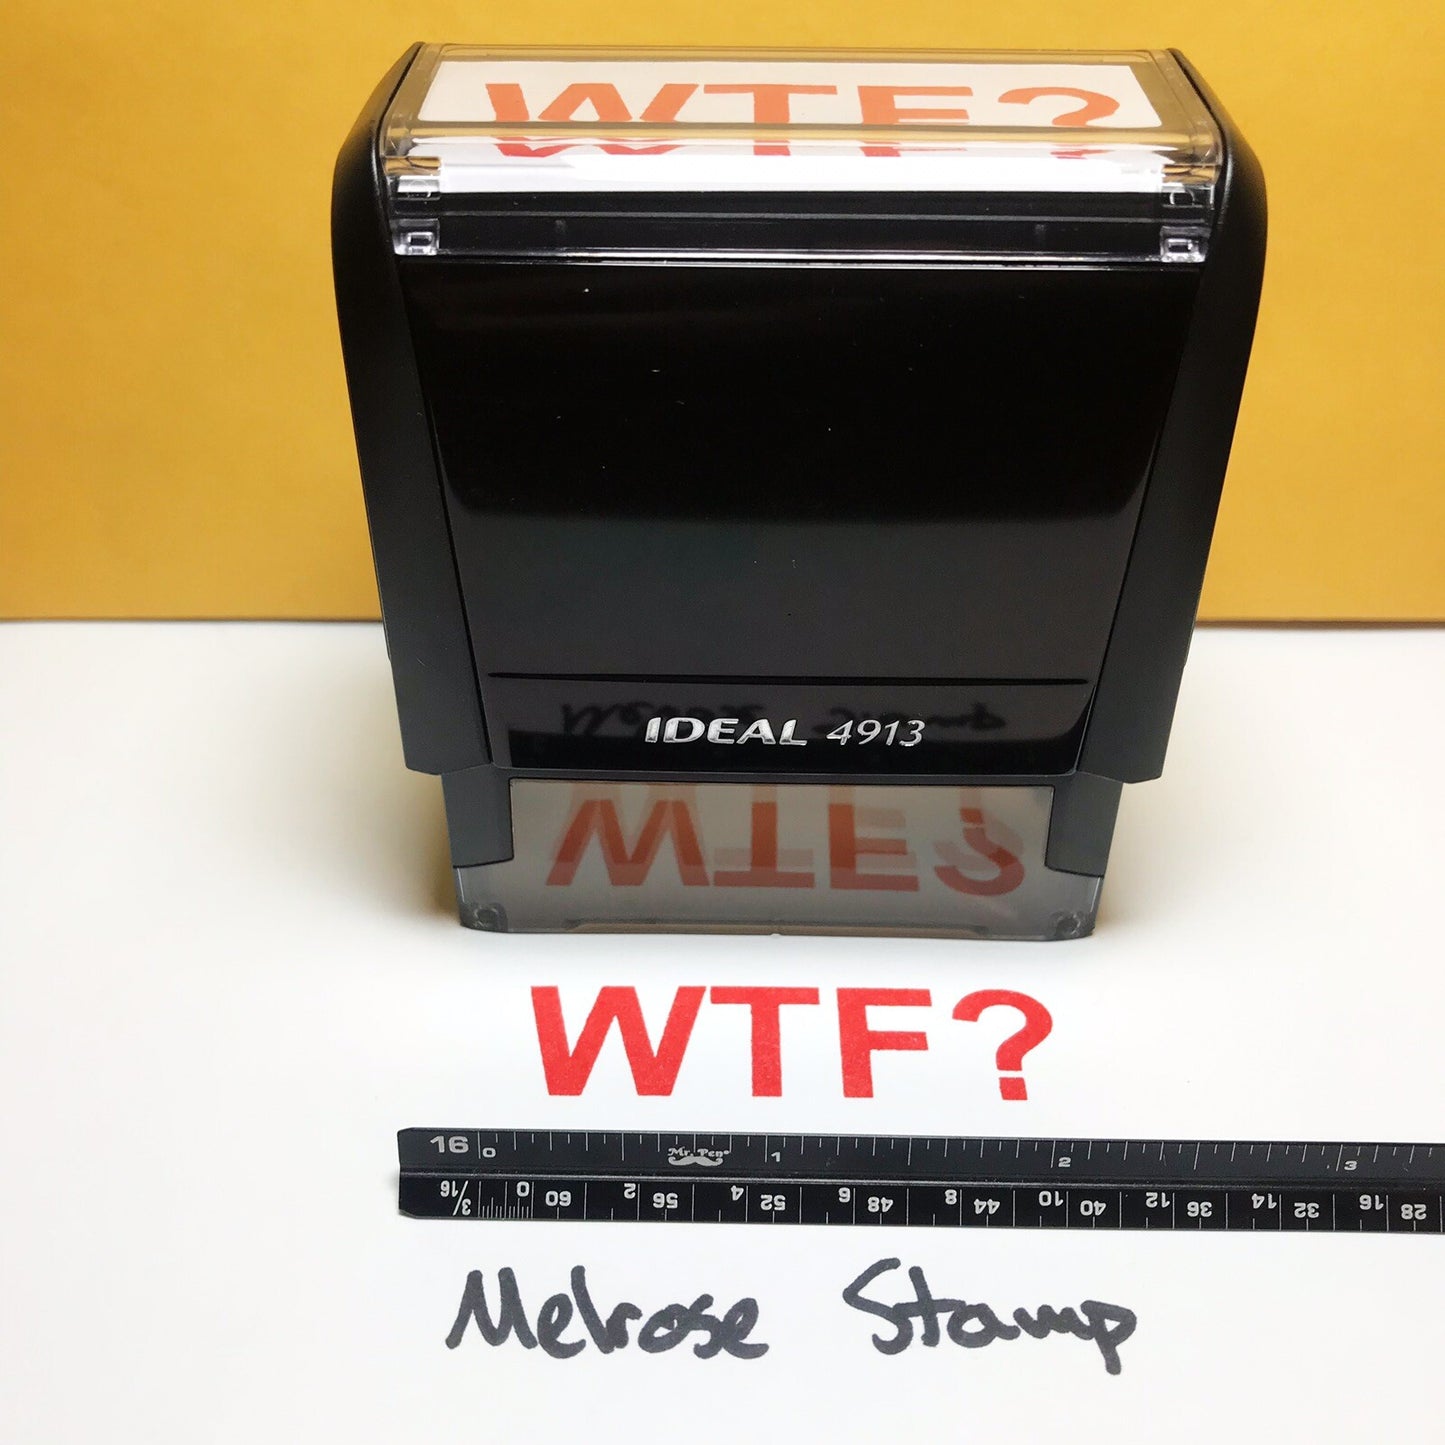 WTF?
IDEAL 4913
WTF?
WTF?
16 0 1 2 3
Mr. Pen®
3/16 0 60 2 56 4 52 6 48 8 44 10 40 12 36 14 32 16 28
Melrose Stamp